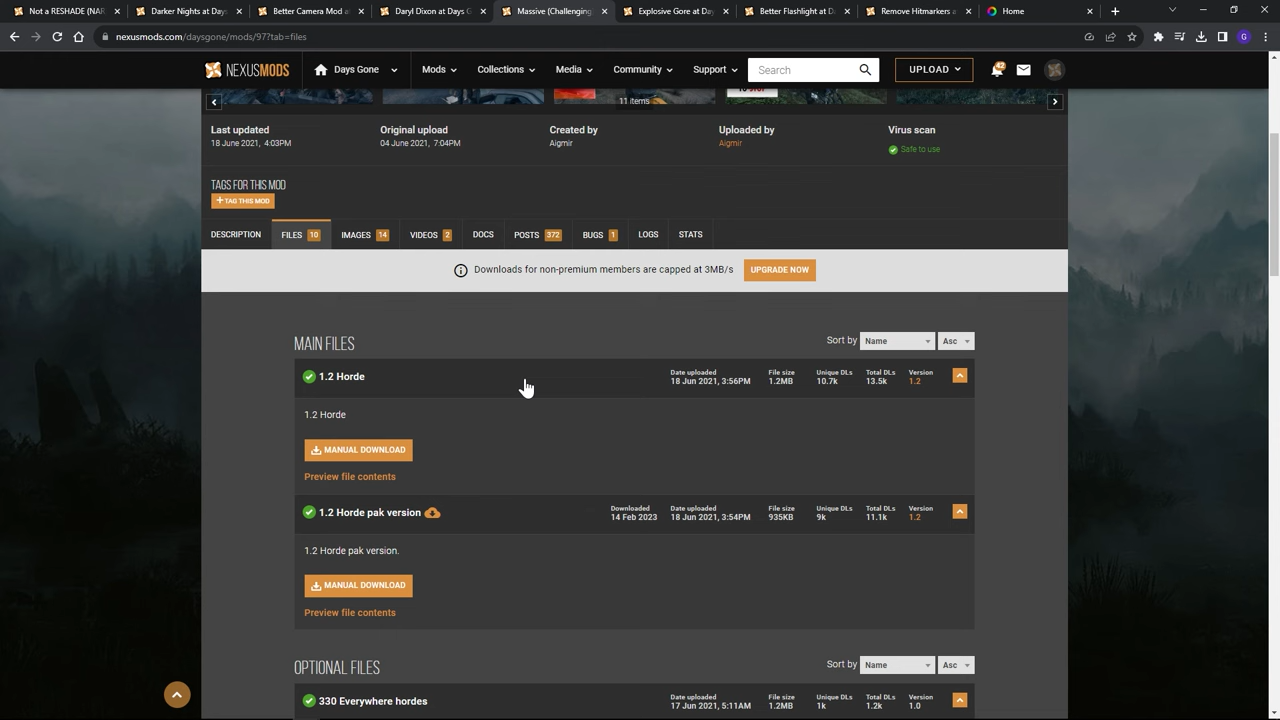 Not a RESHADE (NAR
Darker Nights at Days
Better Camera Mod a
Daryl Dixon at Days G
Massive (Challenging
Explosive Gore at Day
Better Flashlight at D
Remove Hitmarkers a
Home
nexusmods.com/daysgone/mods/97?tab=files
NEXUSMODS
Days Gone
Mods
Collections
Media
Community
Support
Search
UPLOAD
G
11 items
Last updated
18 June 2021, 4:03PM
Original upload
04 June 2021, 7:04PM
Created by
Aigmir
Uploaded by
Aigmir
Virus scan
Safe to use
TAGS FOR THIS MOD
+ TAG THIS MOD
DESCRIPTION
FILES 10
IMAGES 14
VIDEOS 2
DOCS
POSTS 372
BUGS 1
LOGS
STATS
Downloads for non-premium members are capped at 3MB/s
UPGRADE NOW
MAIN FILES
Sort by Name Asc
1.2 Horde
Date uploaded
18 Jun 2021, 3:56PM
File size
1.2MB
Unique DLs
10.7k
Total DLs
13.5k
Version
1.2
1.2 Horde
MANUAL DOWNLOAD
Preview file contents
1.2 Horde pak version
Downloaded
14 Feb 2023
Date uploaded
18 Jun 2021, 3:54PM
File size
935KB
Unique DLs
9k
Total DLs
11.1k
Version
1.2
1.2 Horde pak version.
MANUAL DOWNLOAD
Preview file contents
OPTIONAL FILES
Sort by Name Asc
330 Everywhere hordes
Date uploaded
17 Jun 2021, 5:11AM
File size
1.2MB
Unique DLs
1k
Total DLs
1.2k
Version
1.0